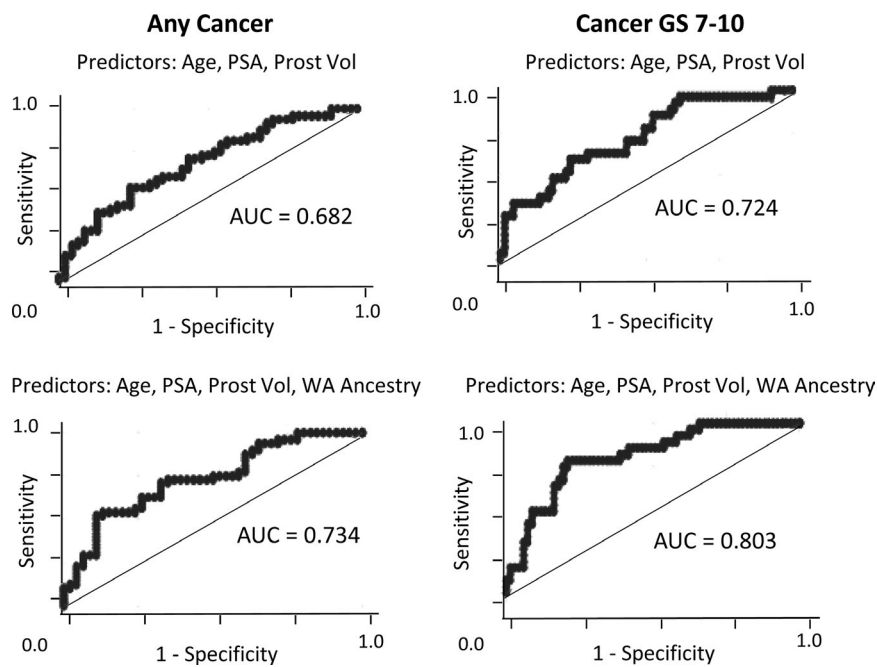 Any Cancer
Predictors: Age, PSA, Prost Vol
1.0
Sensitivity
AUC = 0.682
0.0
1.0
1 - Specificity
Cancer GS 7-10
Predictors: Age, PSA, Prost Vol
1.0
Sensitivity
AUC = 0.724
0.0
1.0
1 - Specificity
Predictors: Age, PSA, Prost Vol, WA Ancestry
1.0
Sensitivity
AUC = 0.734
0.0
1.0
1 - Specificity
Predictors: Age, PSA, Prost Vol, WA Ancestry
1.0
Sensitivity
AUC = 0.803
0.0
1.0
1 - Specificity